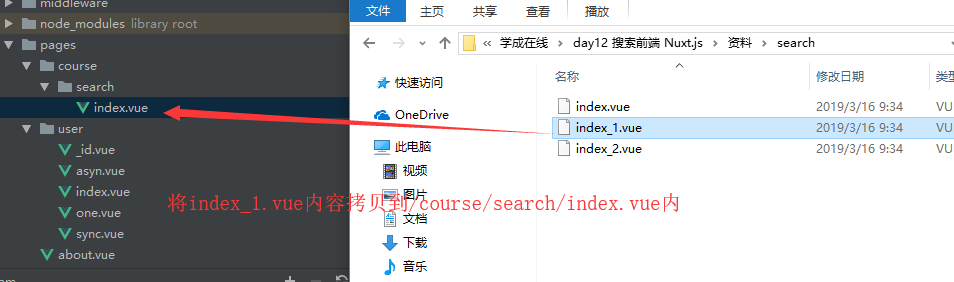 middleware
node_modules library root
pages
course
search
index.vue
user
_id.vue
asyn.vue
index.vue
one.vue
sync.vue
about.vue
文件 主页 共享 查看 播放
« 学成在线 › day12 搜索前端 Nuxt.js › 资料 › search
快速访问
OneDrive
此电脑
视频
图片
文档
下载
音乐
名称 修改日期 类型
index.vue 2019/3/16 9:34 VU
index_1.vue 2019/3/16 9:34 VU
index_2.vue 2019/3/16 9:34 VU
将index_1.vue内容拷贝到/course/search/index.vue内